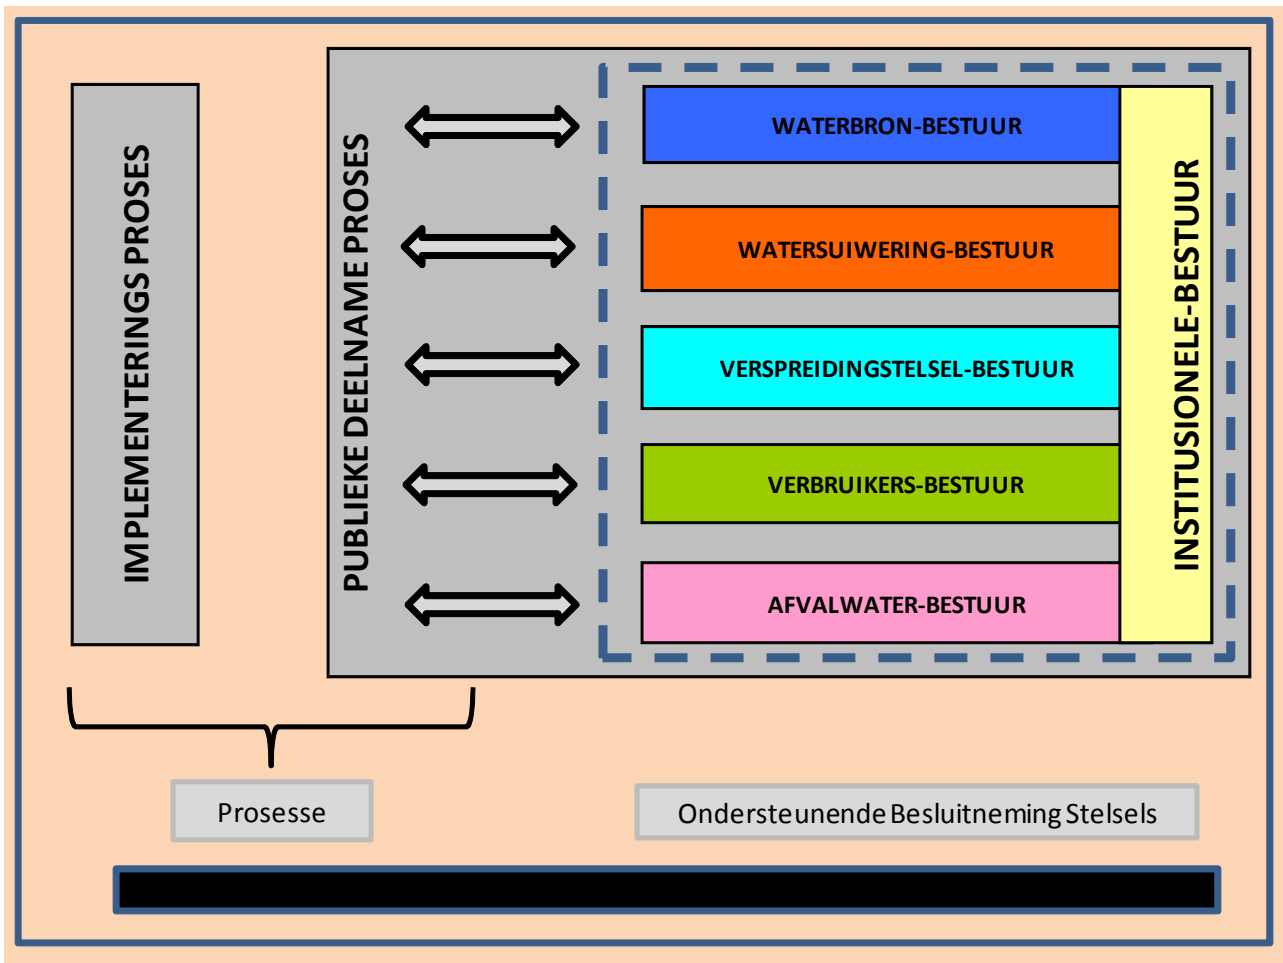 IMPLEMENTERINGS PROSES
PUBLIEKE DEELNAME PROSES
WATERBRON-BESTUUR
WATERSUIWERING-BESTUUR
VERSPREIDINGSTELSEL-BESTUUR
VERBRUIKERS-BESTUUR
AFVALWATER-BESTUUR
INSTITUSIONELE-BESTUUR
Prosesse
Ondersteunende Besluitneming Stelsels